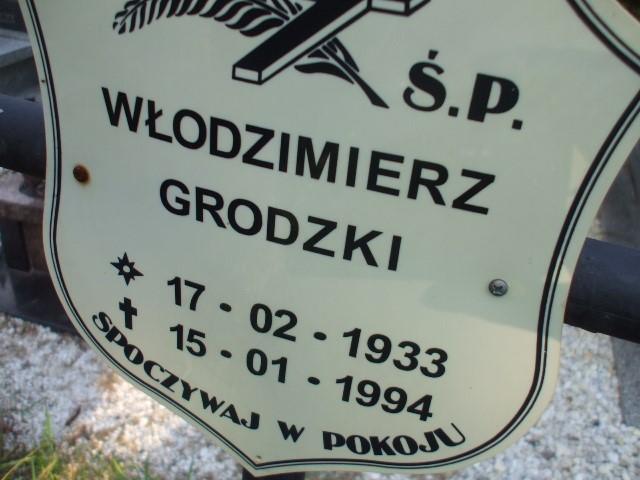 Ś.P.
WŁODZIMIERZ
GRODZKI
17 - 02 - 1933
15 - 01 - 1994
SPOCZYWAJ W POKOJU